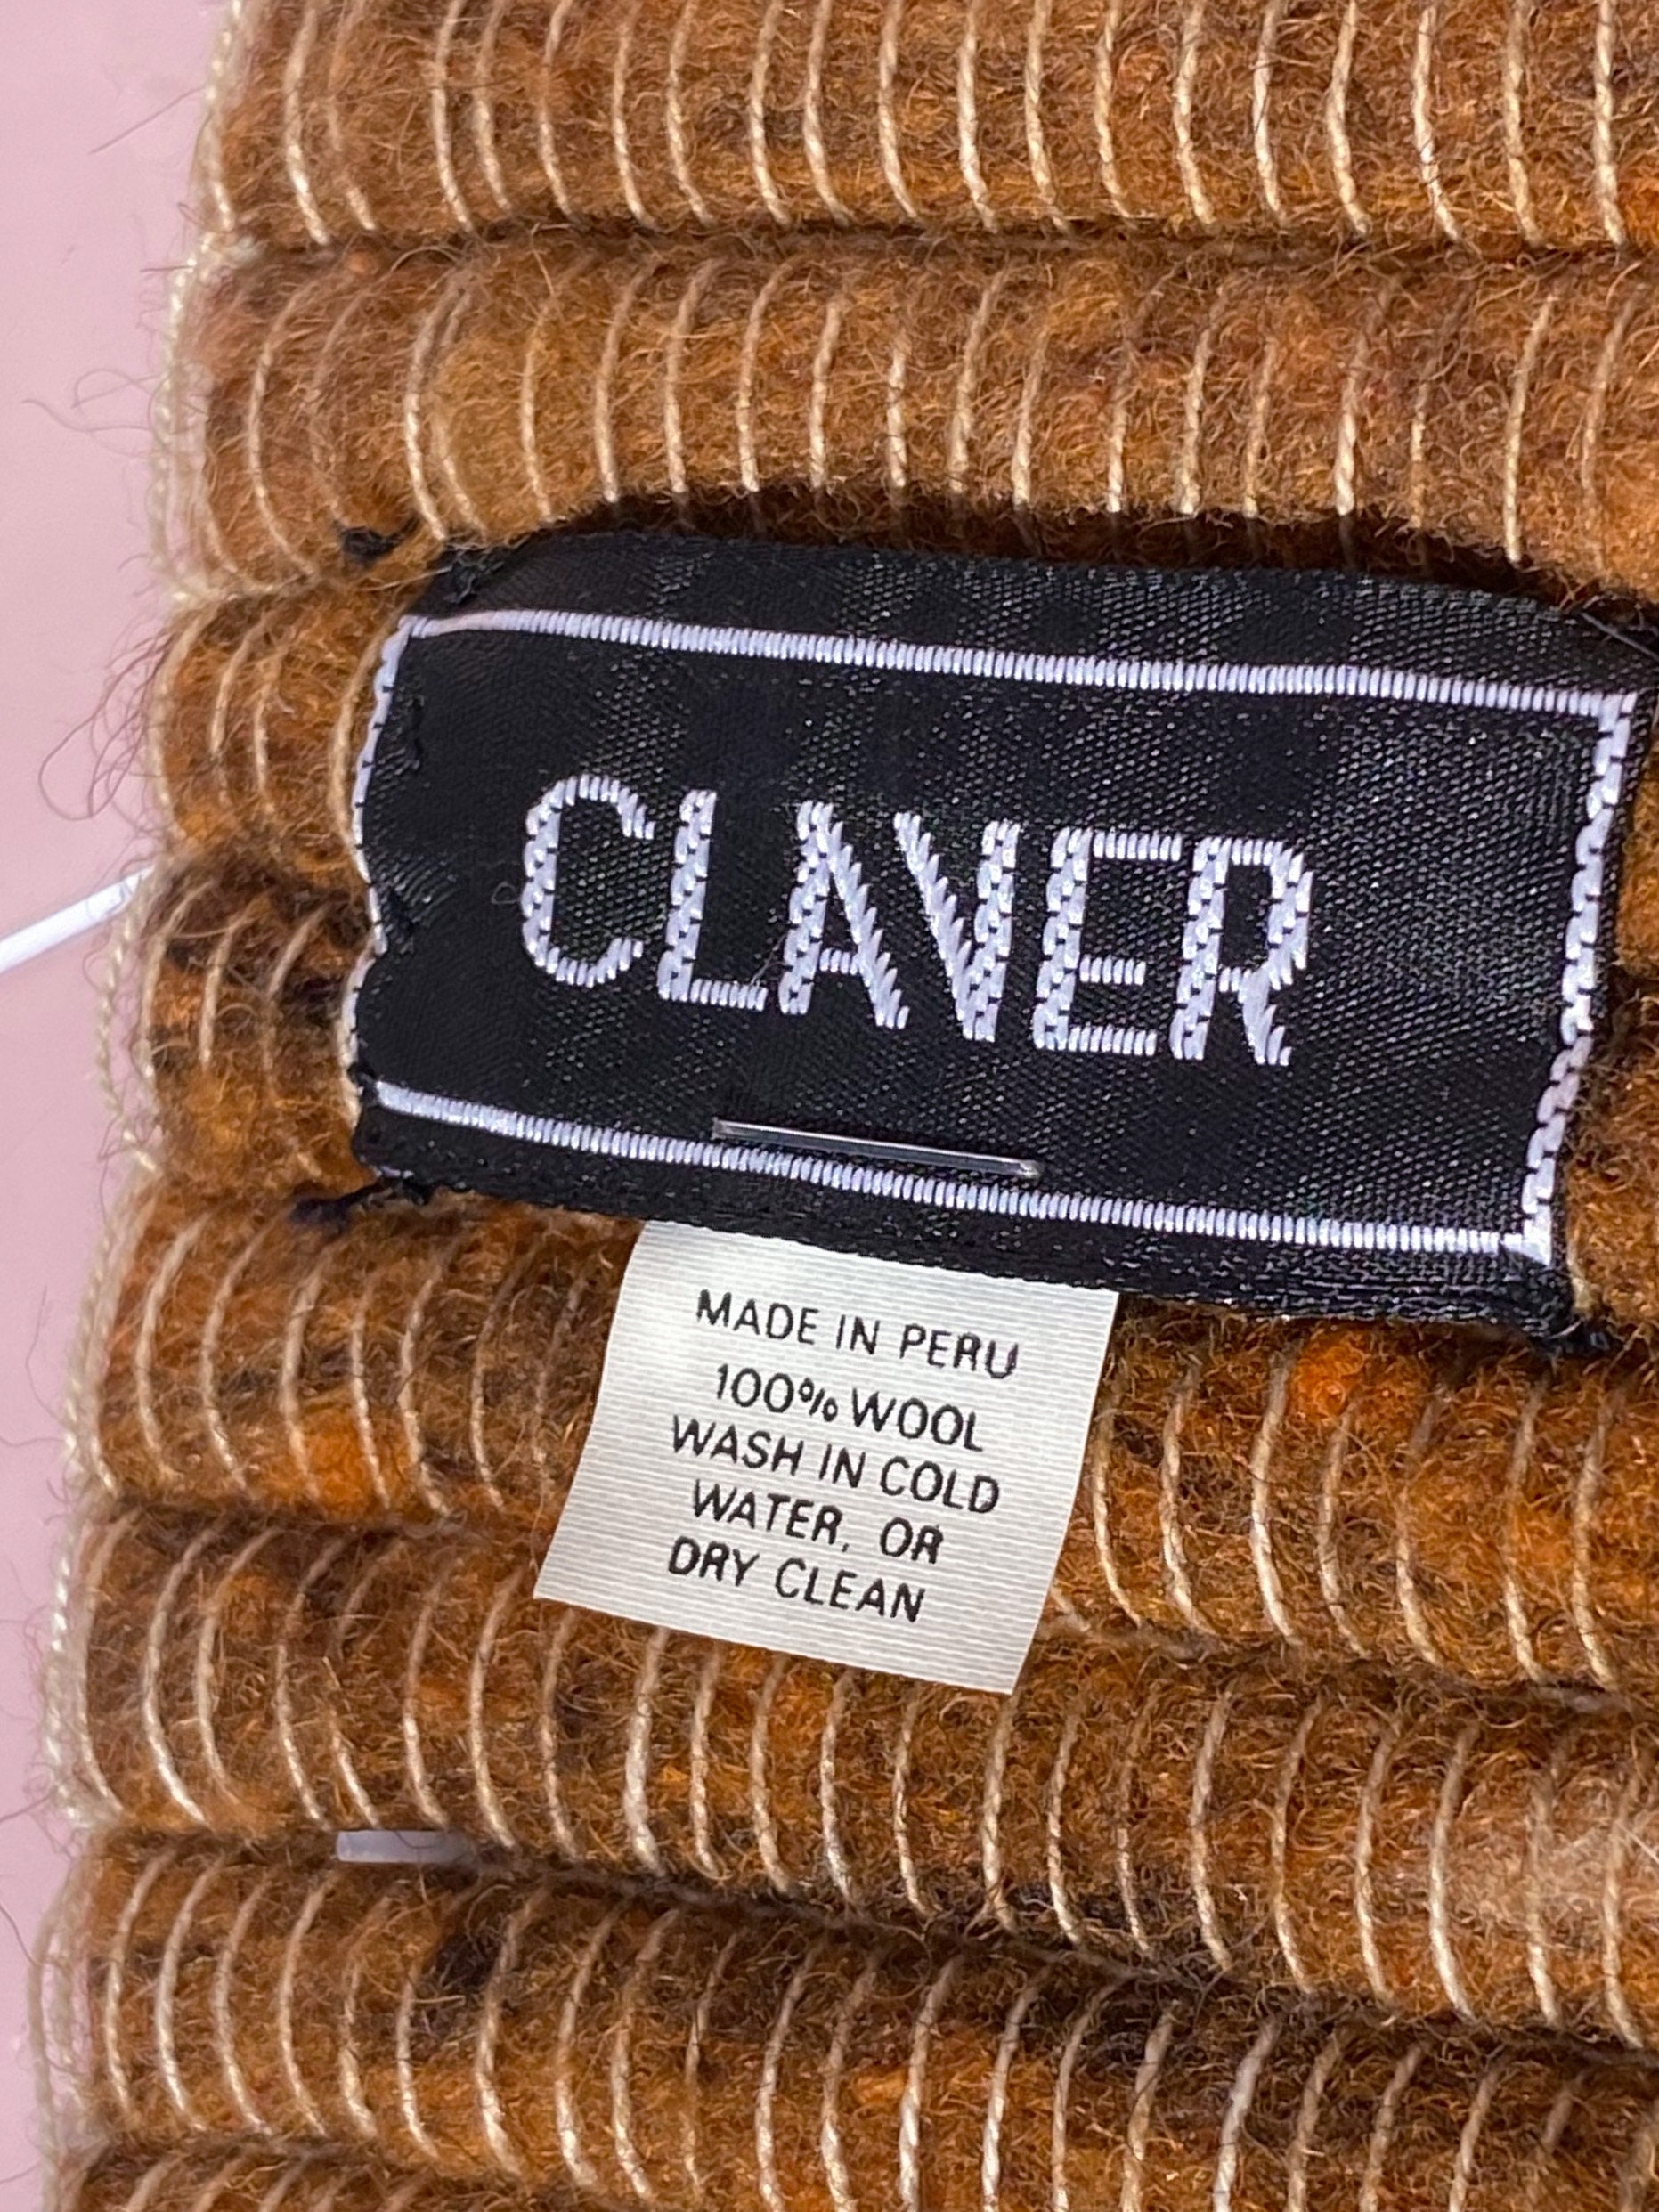 CLAVER
MADE IN PERU
100% WOOL
WASH IN COLD
WATER, OR
DRY CLEAN